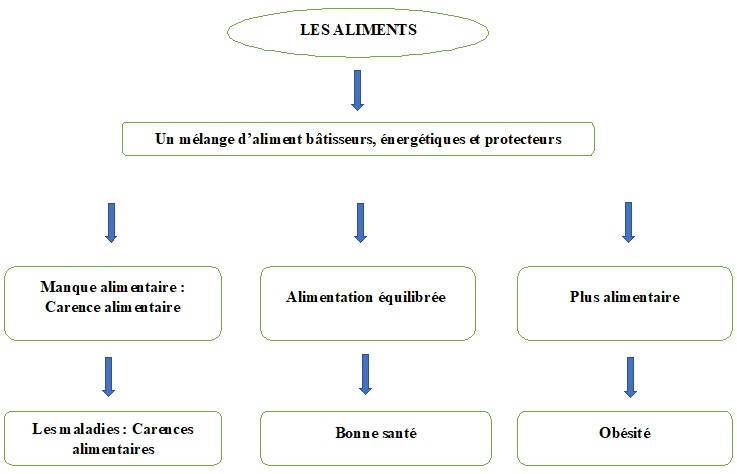 LES ALIMENTS
Un mélange d’aliment bâtisseurs, énergétiques et protecteurs
Manque alimentaire :
Carence alimentaire
Alimentation équilibrée
Plus alimentaire
Les maladies : Carences
alimentaires
Bonne santé
Obésité